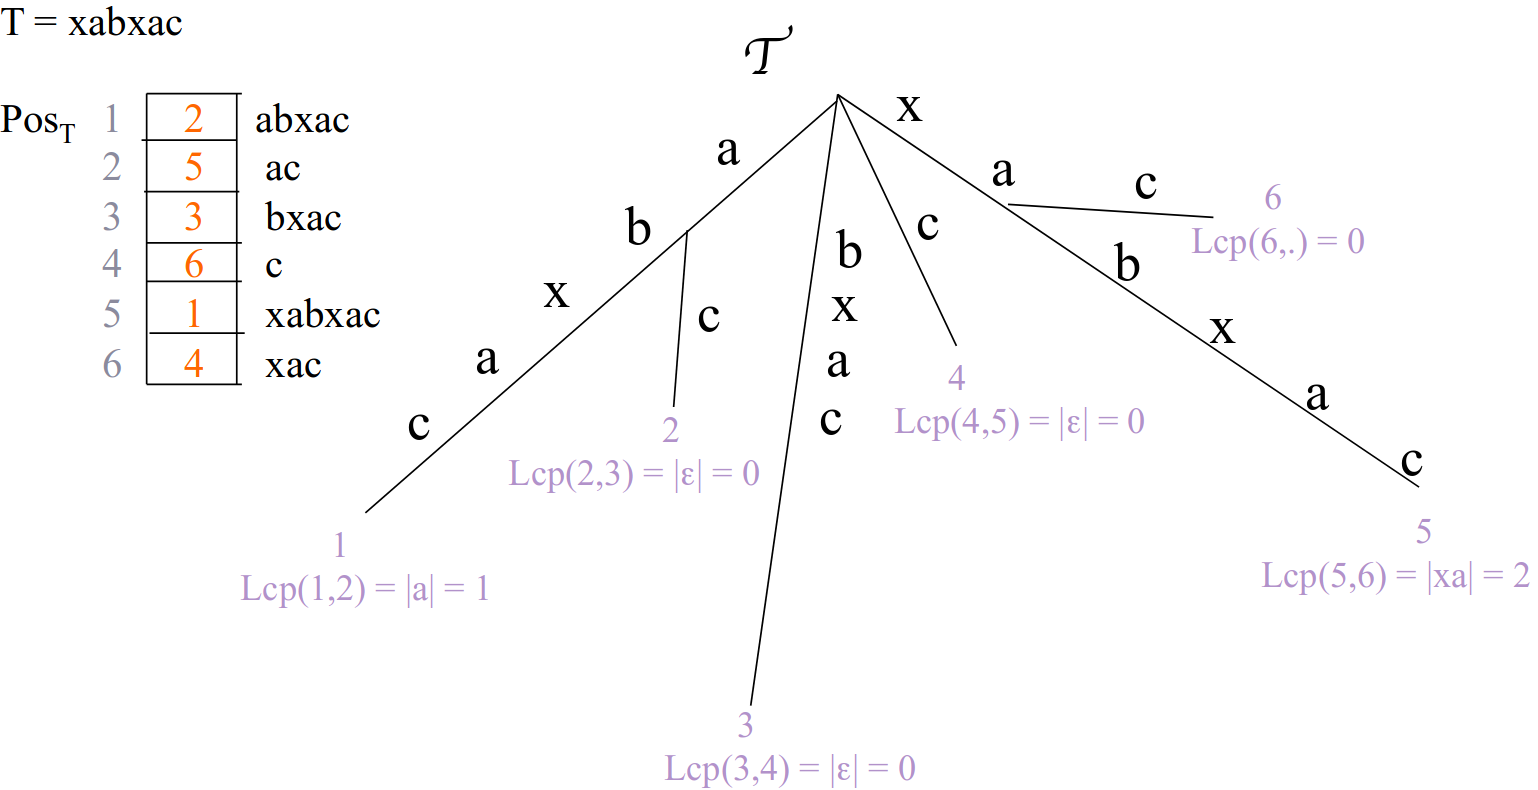 T = xabxac
𝒯
Pos_T 1 2 abxac
2 5 ac
3 3 bxac
4 6 c
5 1 xabxac
6 4 xac
a
b
x
a
c
c
b
x
a
c
c
x
a
c
b
x
a
c
1
Lcp(1,2) = |a| = 1
2
Lcp(2,3) = |ε| = 0
3
Lcp(3,4) = |ε| = 0
4
Lcp(4,5) = |ε| = 0
6
Lcp(6,.) = 0
5
Lcp(5,6) = |xa| = 2